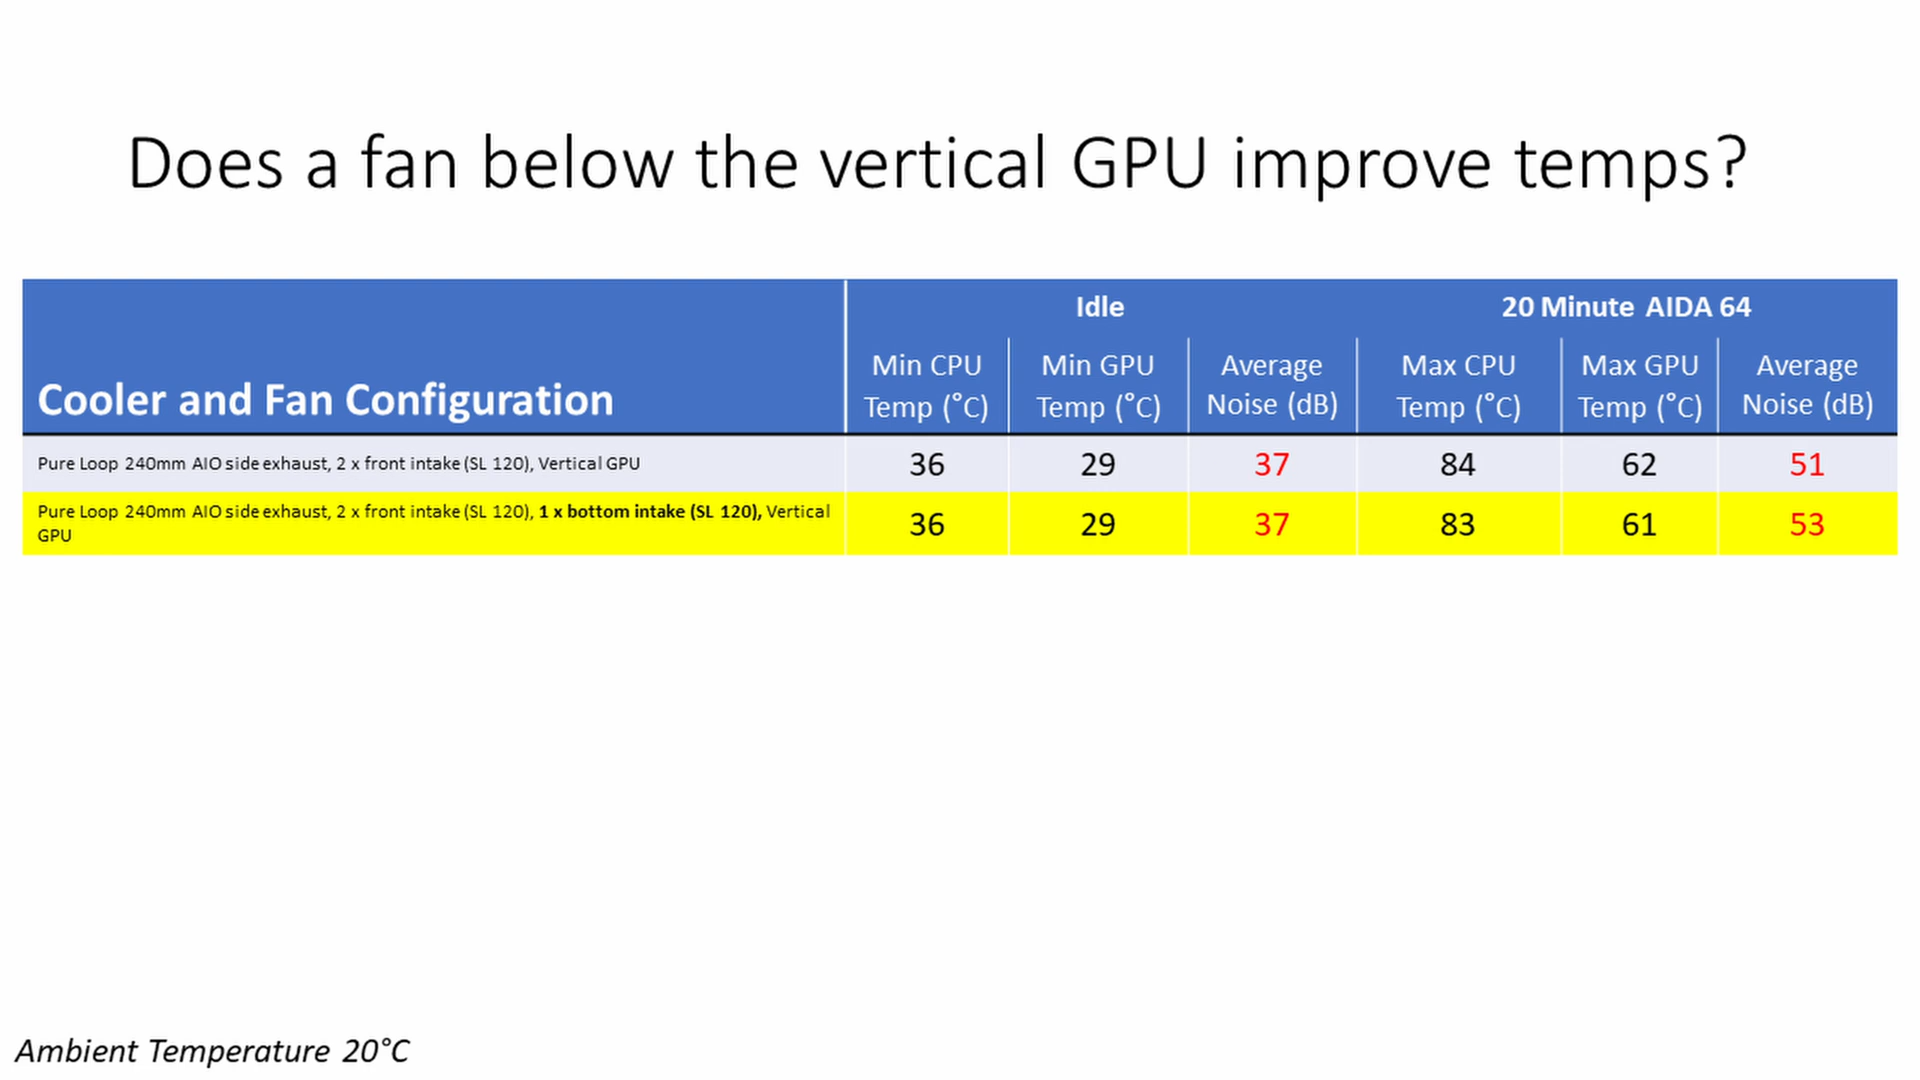 Does a fan below the vertical GPU improve temps?
Idle 20 Minute AIDA 64
Cooler and Fan Configuration
Min CPU Temp (˚C)
Min GPU Temp (˚C)
Average Noise (dB)
Max CPU Temp (˚C)
Max GPU Temp (˚C)
Average Noise (dB)
Pure Loop 240mm AIO side exhaust, 2 x front intake (SL 120), Vertical GPU 36 29 37 84 62 51
Pure Loop 240mm AIO side exhaust, 2 x front intake (SL 120), 1 x bottom intake (SL 120), Vertical
GPU 36 29 37 83 61 53
Ambient Temperature 20°C